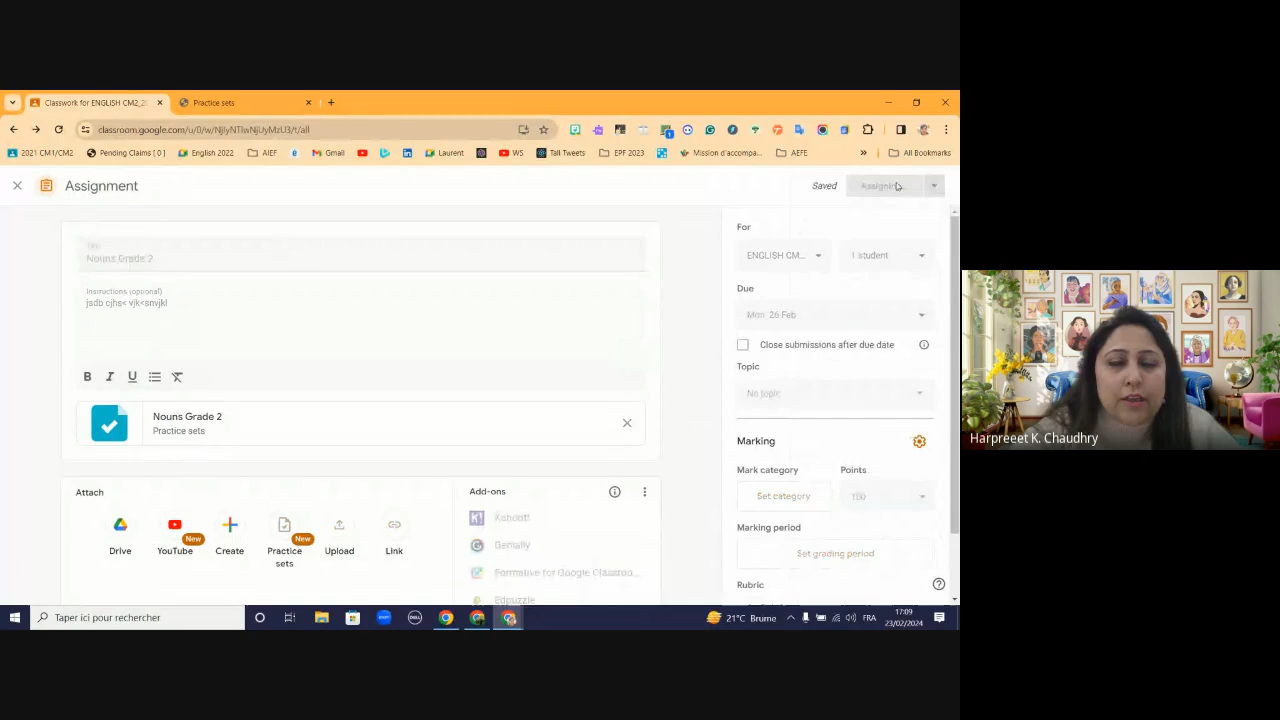 Classwork for ENGLISH CM2_2
Practice sets
classroom.google.com/u/0/w/NjIyNTIwNjUyMzU3/t/all
2021 CM1/CM2
Pending Claims [ 0 ]
English 2022
AIEF
Gmail
Laurent
WS
Tall Tweets
EPF 2023
Mission d'accompa...
AEFE
All Bookmarks
Assignment
Saved
Assigning...
Title
Nouns Grade 2
Instructions (optional)
jsdb cjhs< vjk<snvjkl
B I U
Nouns Grade 2
Practice sets
Attach
Drive
YouTube
New
Create
Practice sets
New
Upload
Link
Add-ons
Kahoot!
Genially
Formative for Google Classroo...
Edpuzzle
For
ENGLISH CM...
1 student
Due
Mon, 26 Feb
Close submissions after due date
Topic
No topic
Marking
Mark category
Points
Set category
100
Marking period
Set grading period
Rubric
Taper ici pour rechercher
DELL
21°C Brume
FRA
17:09
23/02/2024
Harpreeet K. Chaudhry